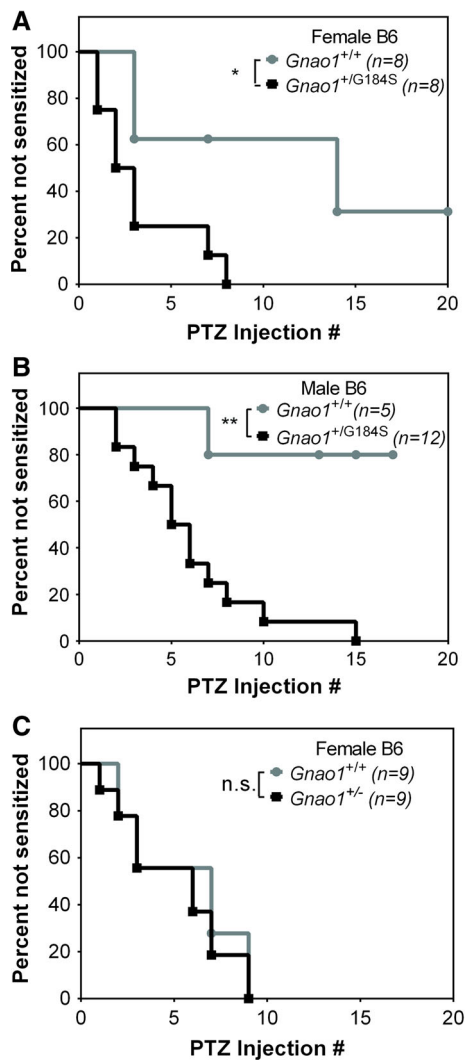 A
Female B6
Gnao1+/+ (n=8)
*
Gnao1+/G184S (n=8)
Percent not sensitized
100
80
60
40
20
0
0 5 10 15 20
PTZ Injection #
B
Male B6
Gnao1+/+(n=5)
**
Gnao1+/G184S (n=12)
Percent not sensitized
100
80
60
40
20
0
0 5 10 15 20
PTZ Injection #
C
Female B6
Gnao1+/+ (n=9)
n.s.
Gnao1+/- (n=9)
Percent not sensitized
100
80
60
40
20
0
0 5 10 15 20
PTZ Injection #